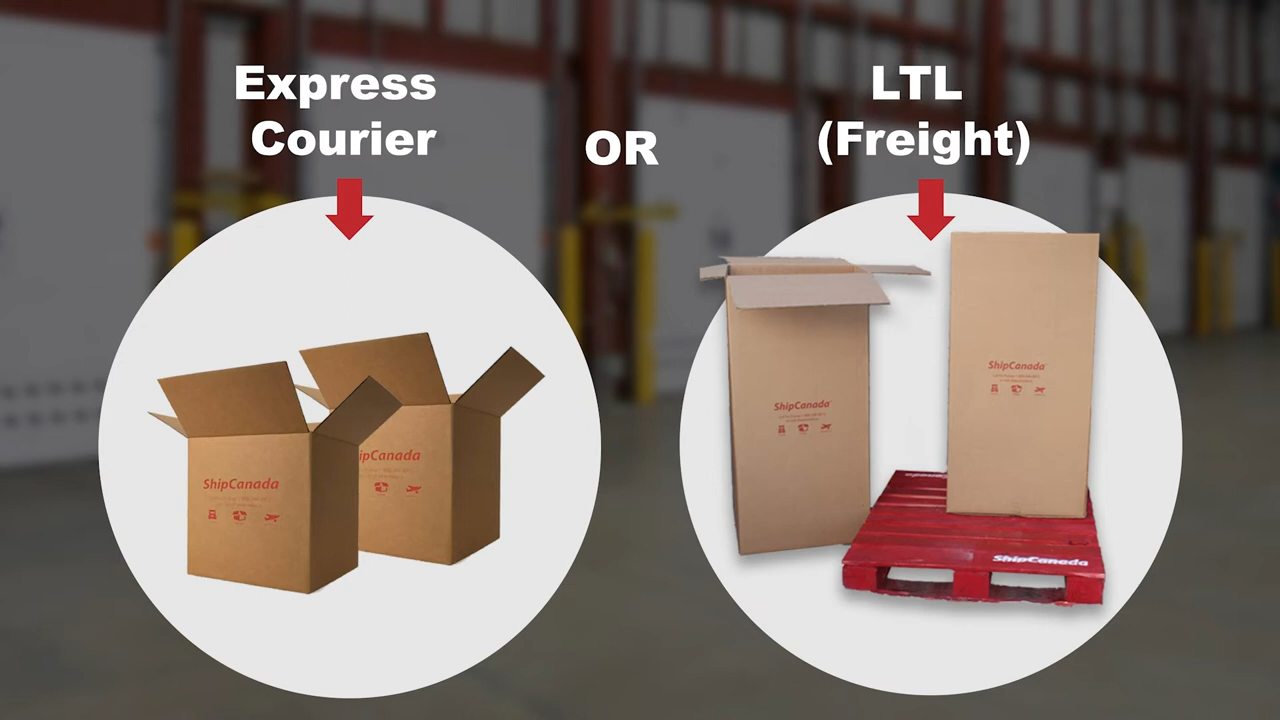 Express
Courier
OR
LTL
(Freight)
ShipCanada
ipCanada
ShipCanada
ShipCanada
ShipCanada